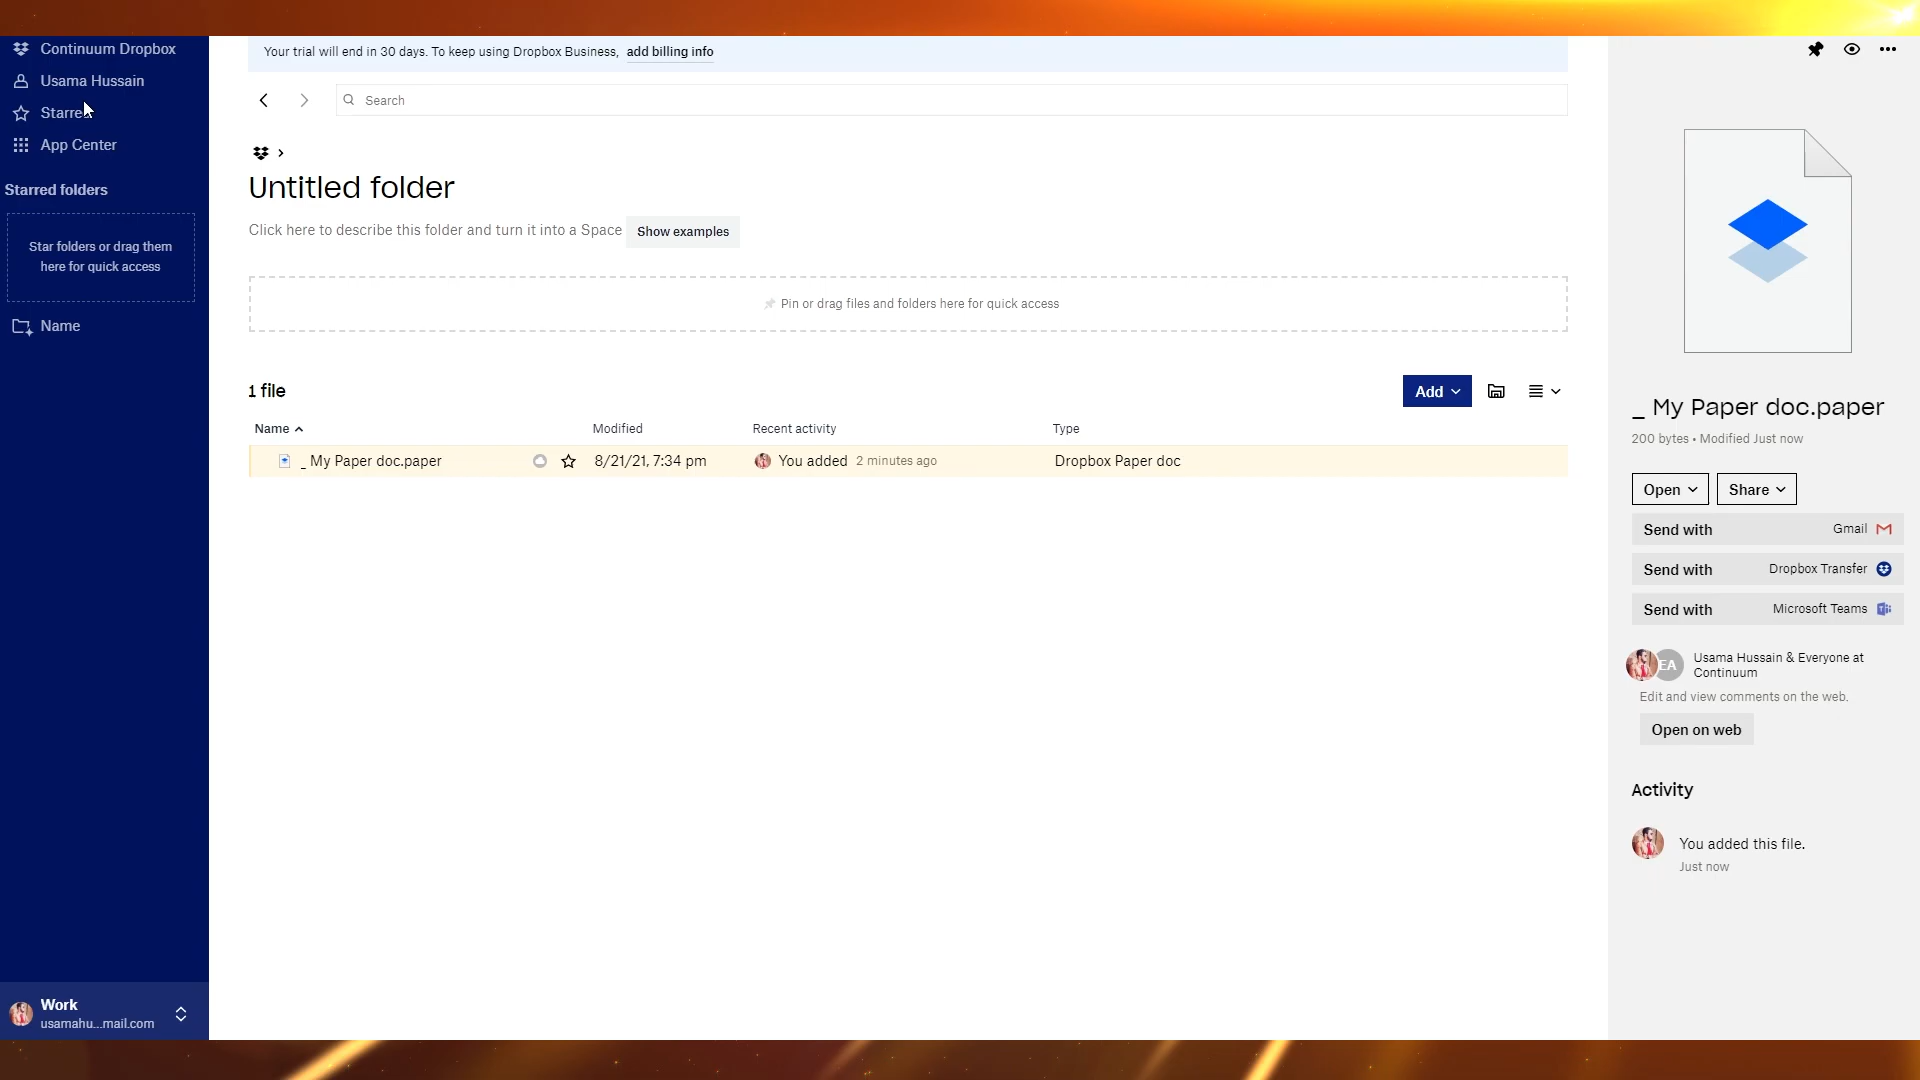 Continuum Dropbox
Usama Hussain
Starred
App Center
Starred folders
Star folders or drag them
here for quick access
Name
Work
usamahu...mail.com
Your trial will end in 30 days. To keep using Dropbox Business, add billing info
Search
Untitled folder
Click here to describe this folder and turn it into a Space Show examples
Pin or drag files and folders here for quick access
1 file
Add
Name Modified Recent activity Type
_ My Paper doc.paper 8/21/21, 7:34 pm You added 2 minutes ago Dropbox Paper doc
_ My Paper doc.paper
200 bytes • Modified Just now
Open Share
Send with Gmail
Send with Dropbox Transfer
Send with Microsoft Teams
EA Usama Hussain & Everyone at
Continuum
Edit and view comments on the web.
Open on web
Activity
You added this file.
Just now